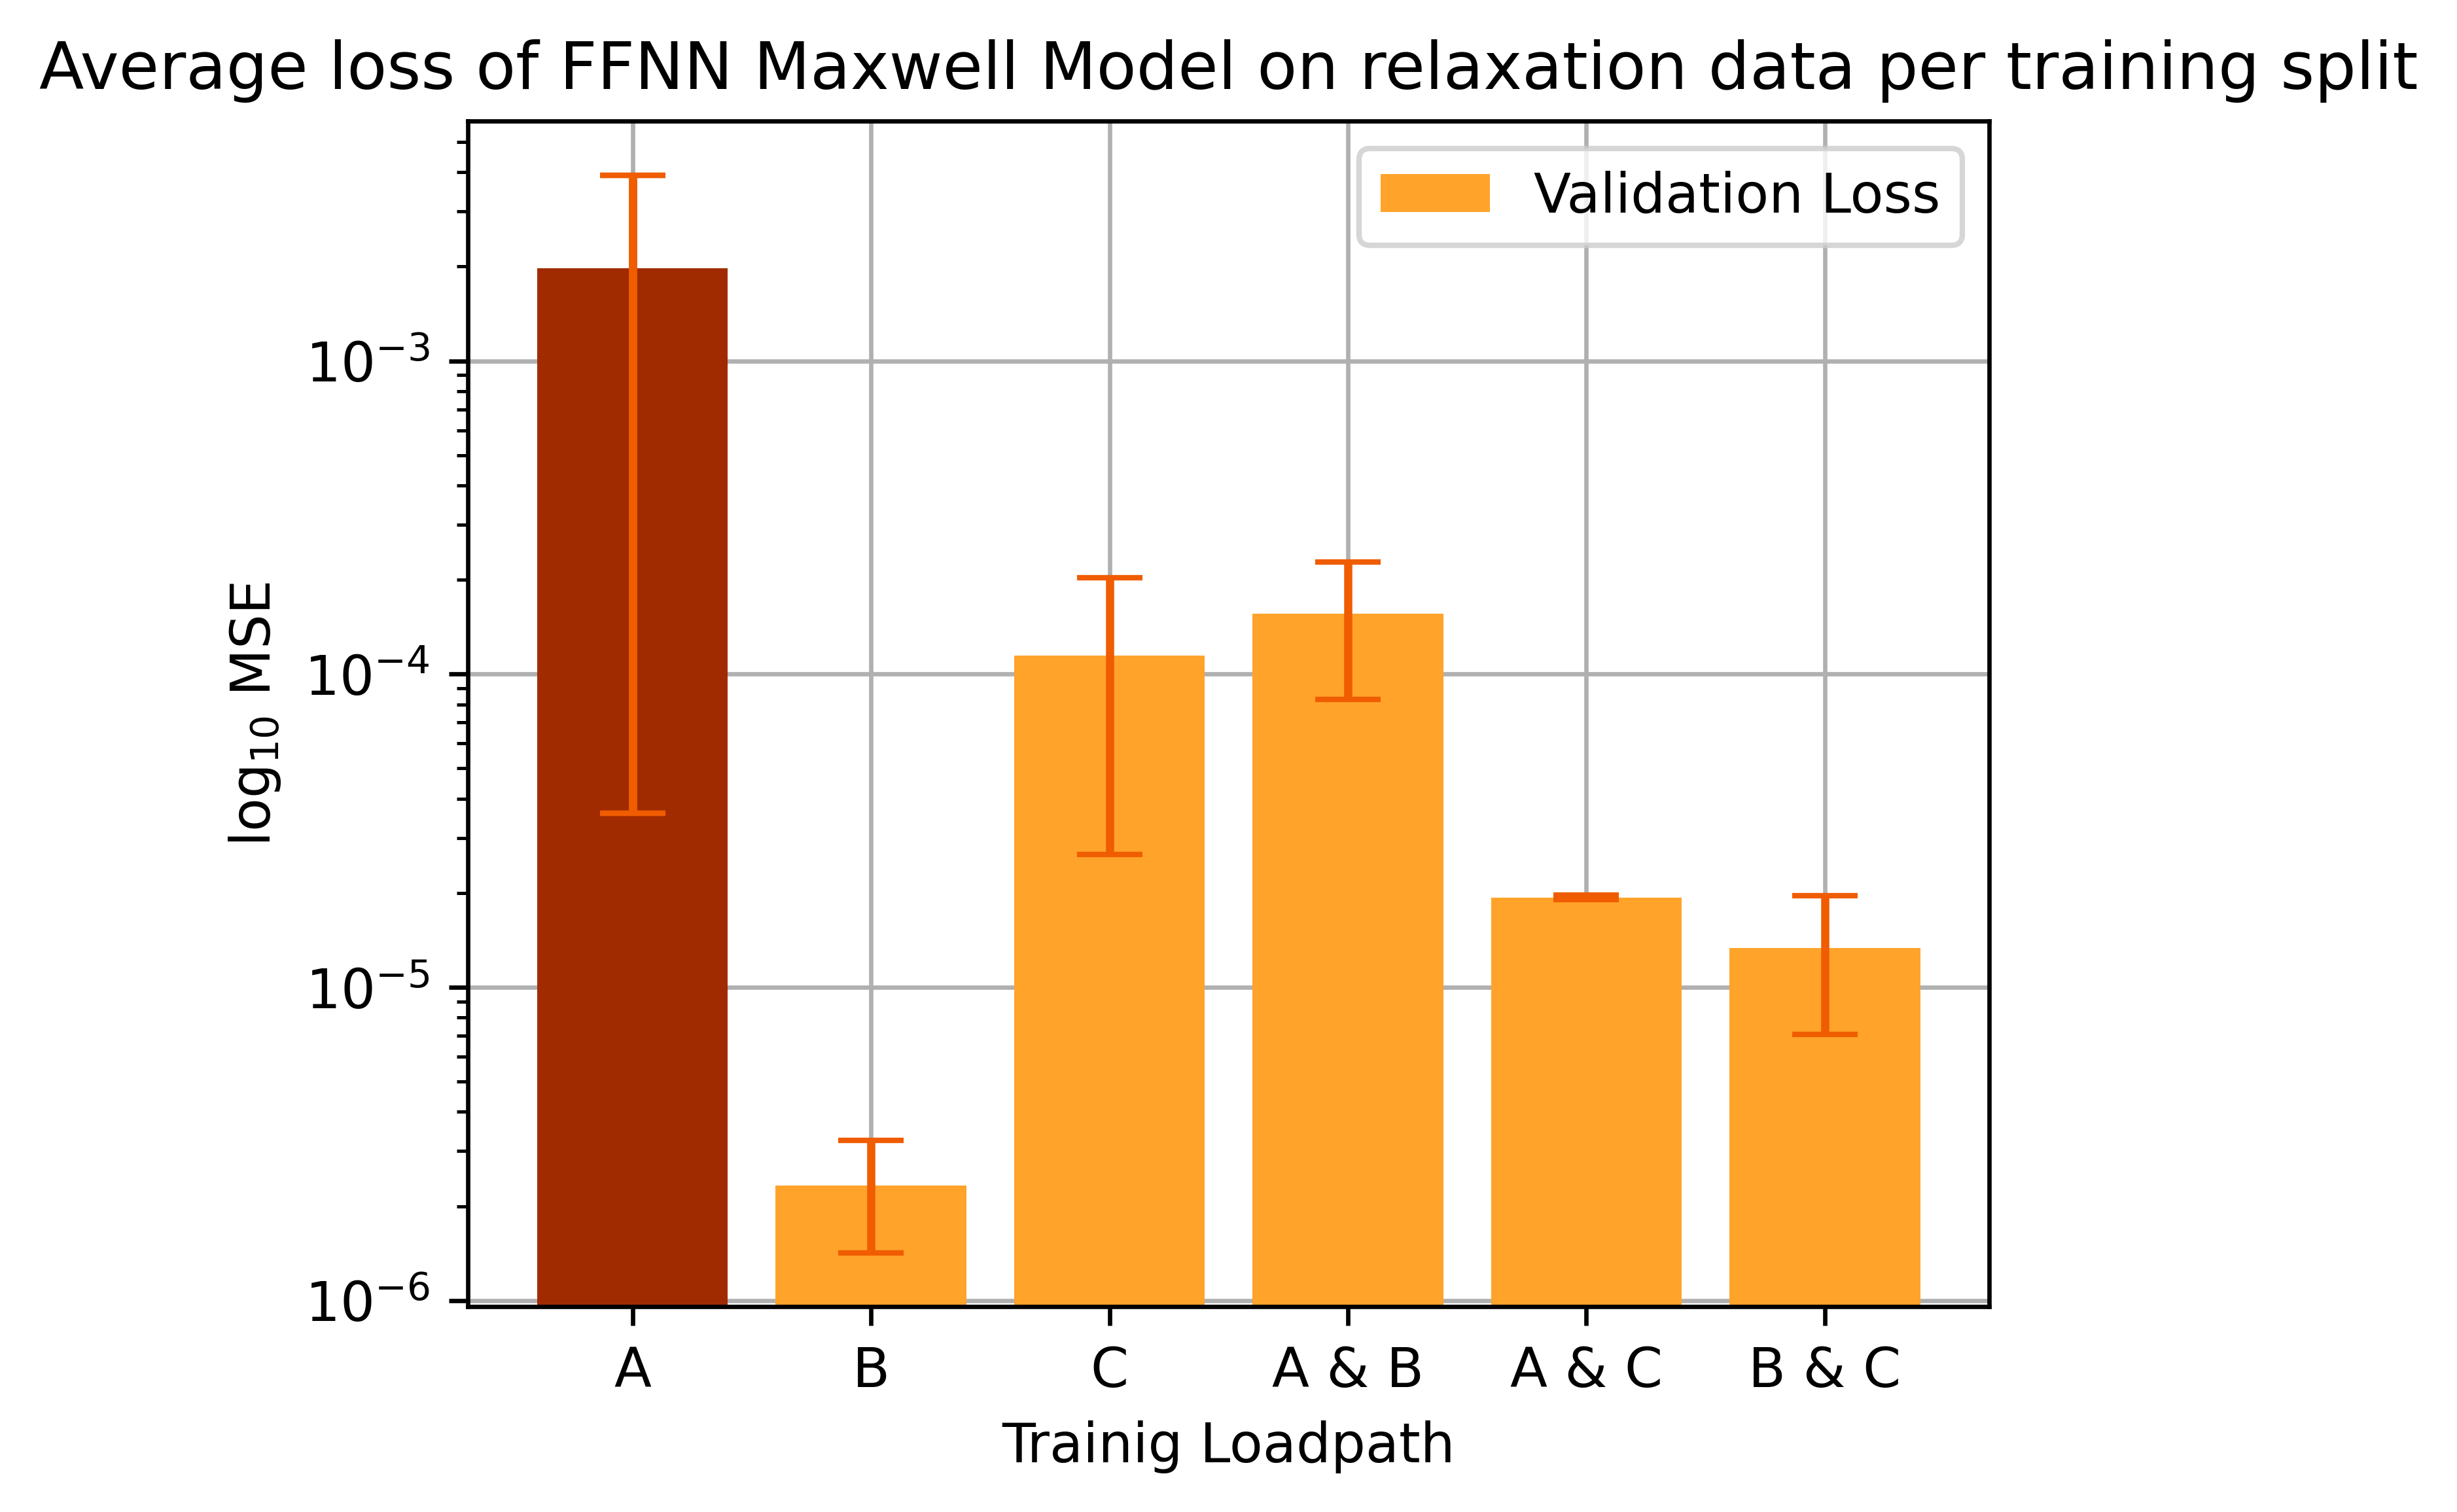 Average loss of FFNN Maxwell Model on relaxation data per training split
Validation Loss
log₁₀ MSE
10⁻³
10⁻⁴
10⁻⁵
10⁻⁶
A B C A & B A & C B & C
Trainig Loadpath